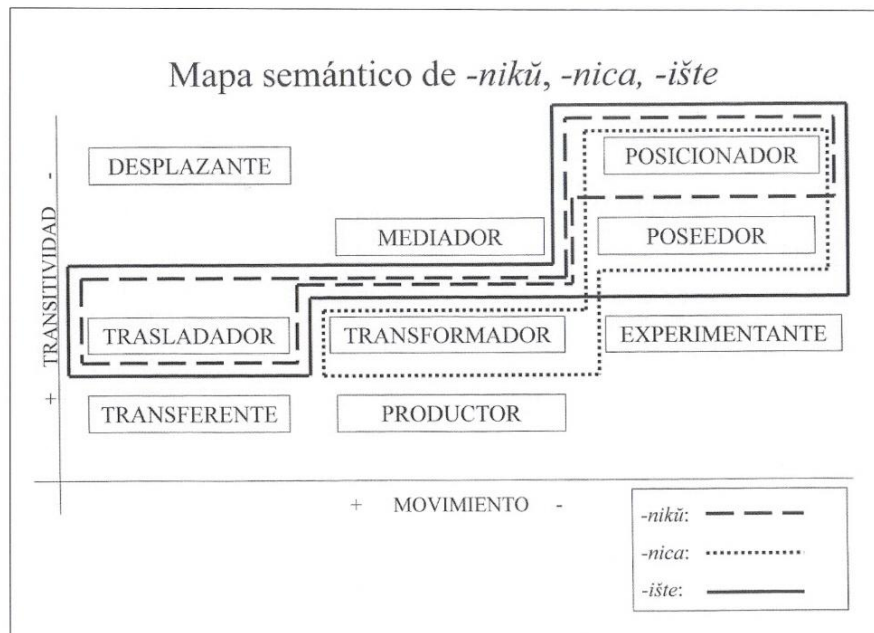 Mapa semántico de -nikŭ, -nica, -ište
DESPLAZANTE
POSICIONADOR
MEDIADOR
POSEEDOR
TRASLADADOR
TRANSFORMADOR
EXPERIMENTANTE
TRANSFERENTE
PRODUCTOR
+ TRANSITIVIDAD -
+ MOVIMIENTO -
-nikŭ:
-nica:
-ište: